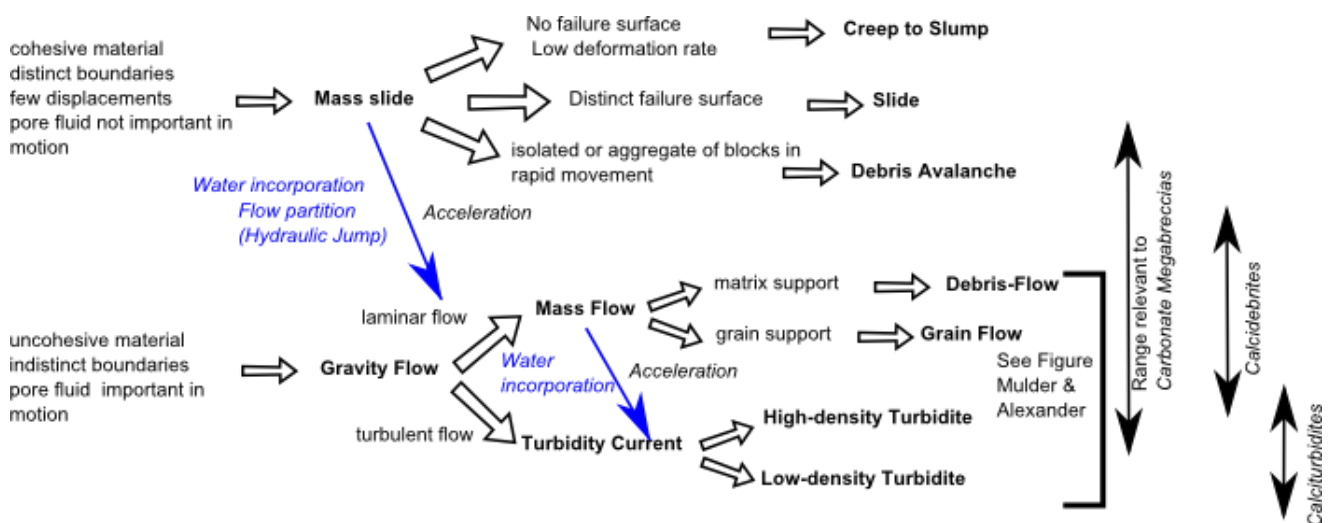 No failure surface
Low deformation rate
Creep to Slump
cohesive material
distinct boundaries
few displacements
pore fluid not important in
motion
Mass slide
Distinct failure surface
Slide
isolated or aggregate of blocks in
rapid movement
Debris Avalanche
Water incorporation
Flow partition
(Hydraulic Jump)
Acceleration
laminar flow
Mass Flow
matrix support
Debris-Flow
grain support
Grain Flow
uncohesive material
indistinct boundaries
pore fluid important in
motion
Gravity Flow
Water
incorporation
Acceleration
turbulent flow
Turbidity Current
High-density Turbidite
Low-density Turbidite
See Figure
Mulder &
Alexander
Range relevant to
Carbonate Megabreccias
Calcidebrites
Calciturbidites